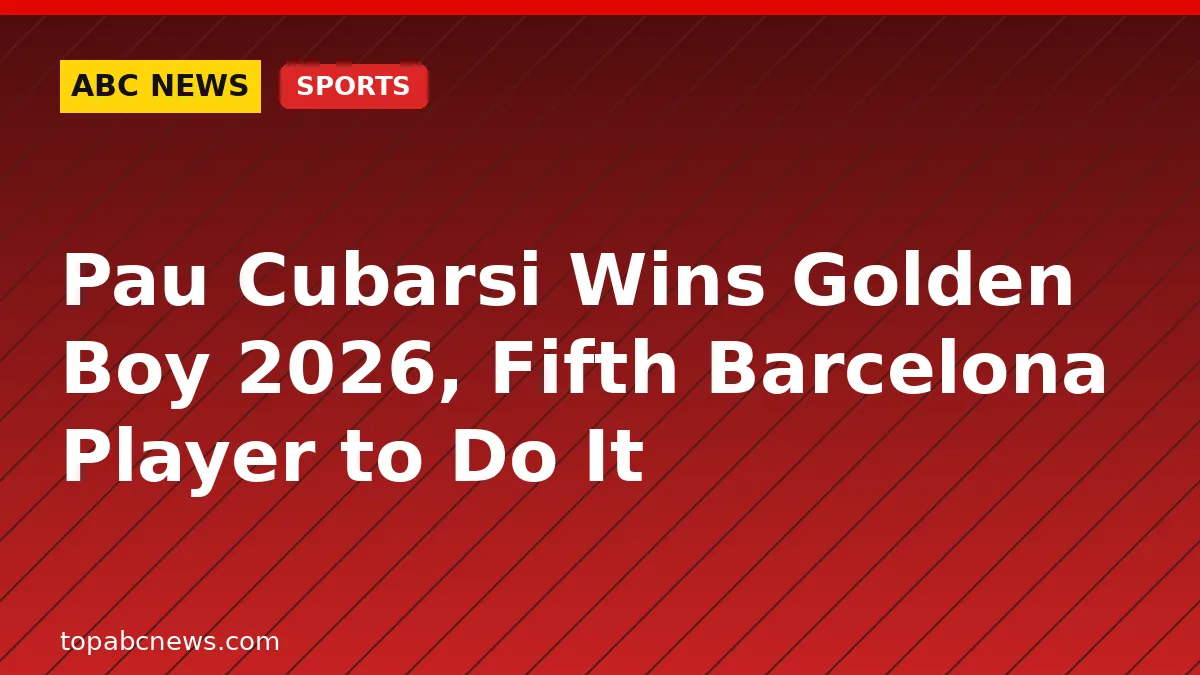 ABC NEWS
SPORTS
Pau Cubarsi Wins Golden
Boy 2026, Fifth Barcelona
Player to Do It
topabcnews.com